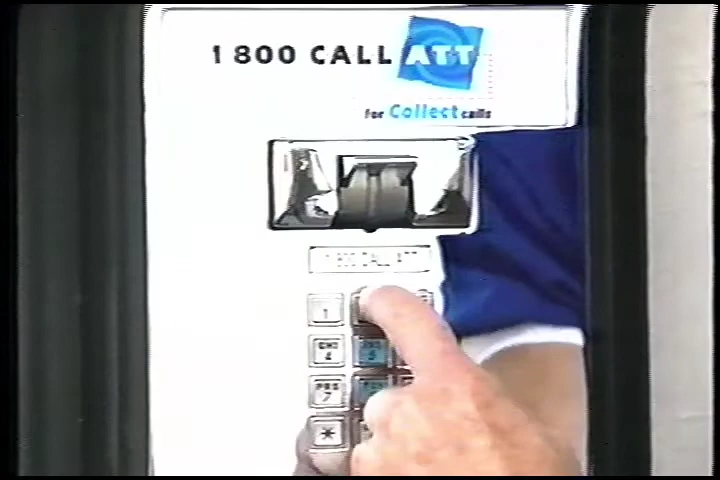 1 800 CALL ATT
for Collect calls
1 800 CALL ATT
1
GHI
4
JKL
5
PRS
7
*